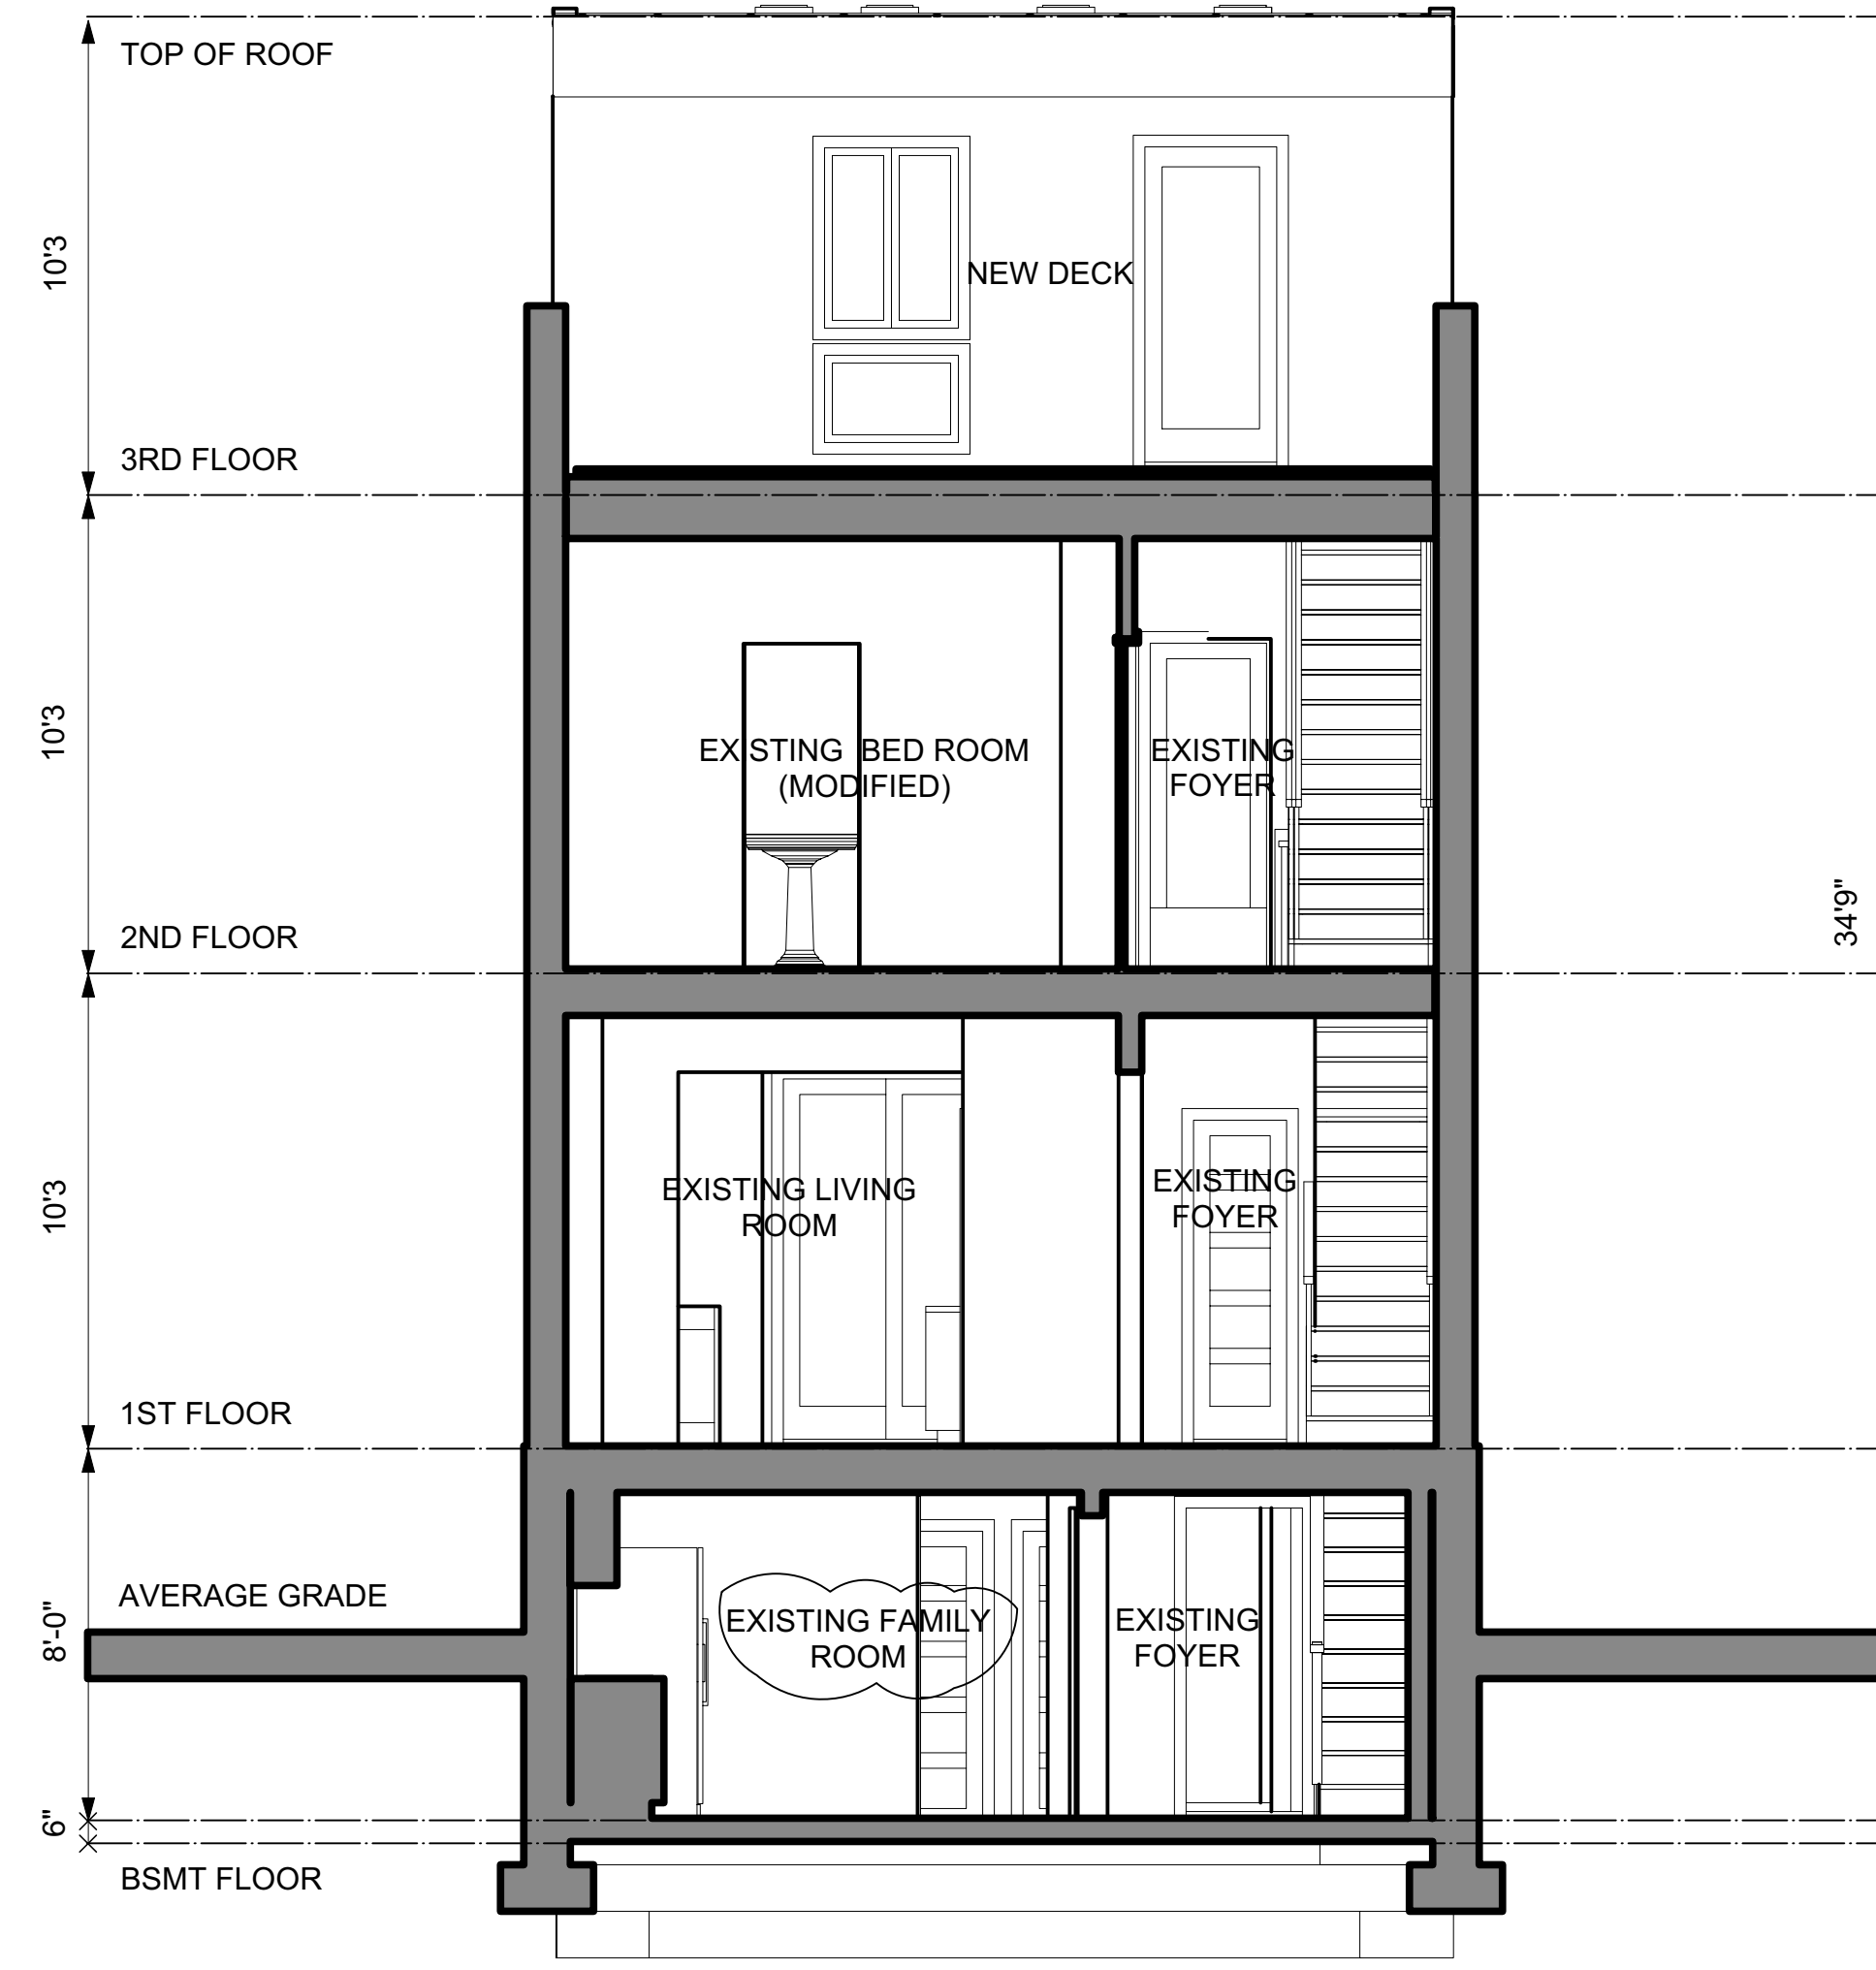 TOP OF ROOF
10'3
NEW DECK
3RD FLOOR
10'3
EXISTING BED ROOM
(MODIFIED)
EXISTING
FOYER
2ND FLOOR
34'9"
10'3
EXISTING LIVING
ROOM
EXISTING
FOYER
1ST FLOOR
AVERAGE GRADE
8'-0"
EXISTING FAMILY
ROOM
EXISTING
FOYER
6"
BSMT FLOOR